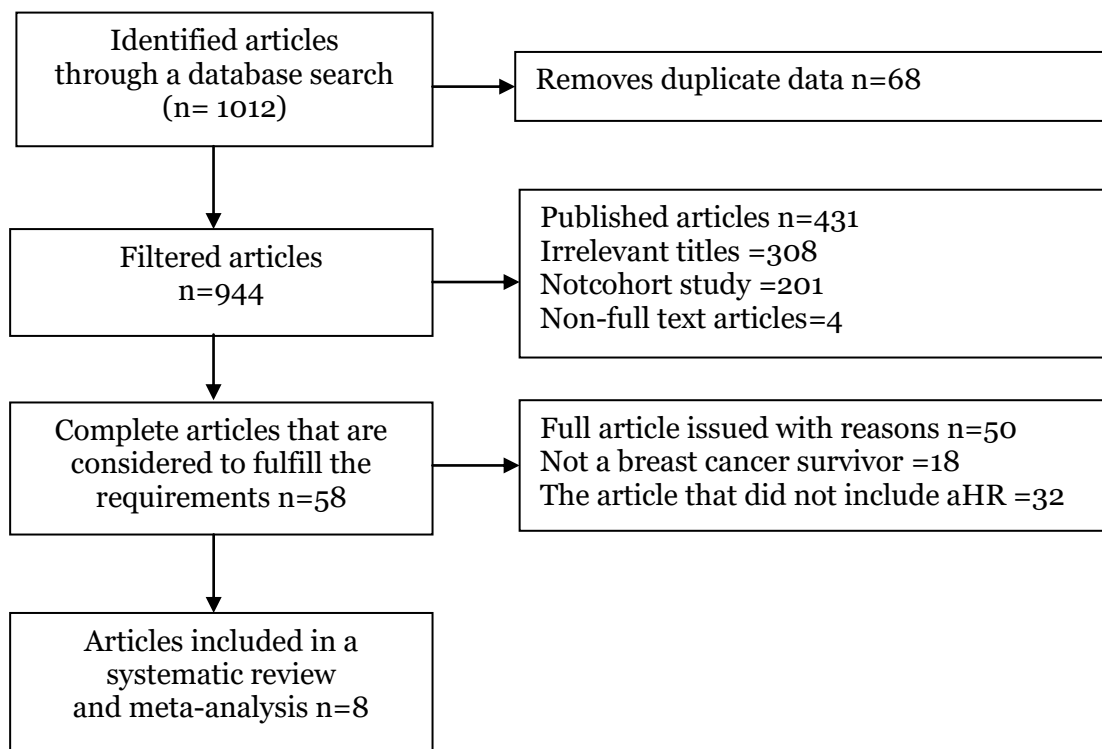 Identified articles
through a database search
(n= 1012)
Removes duplicate data n=68
Filtered articles
n=944
Published articles n=431
Irrelevant titles =308
Notcohort study =201
Non-full text articles=4
Complete articles that are
considered to fulfill the
requirements n=58
Full article issued with reasons n=50
Not a breast cancer survivor =18
The article that did not include aHR =32
Articles included in a
systematic review
and meta-analysis n=8